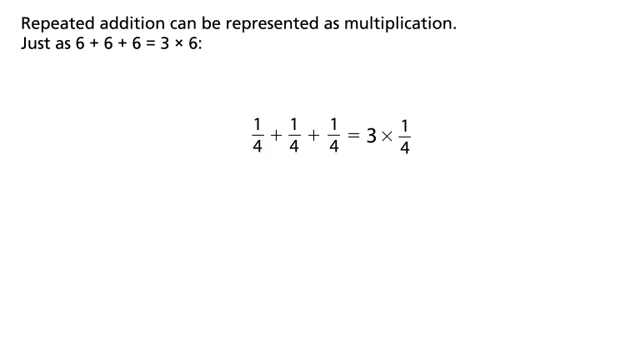 Repeated addition can be represented as multiplication.
Just as 6 + 6 + 6 = 3 × 6:
1/4 + 1/4 + 1/4 = 3 × 1/4